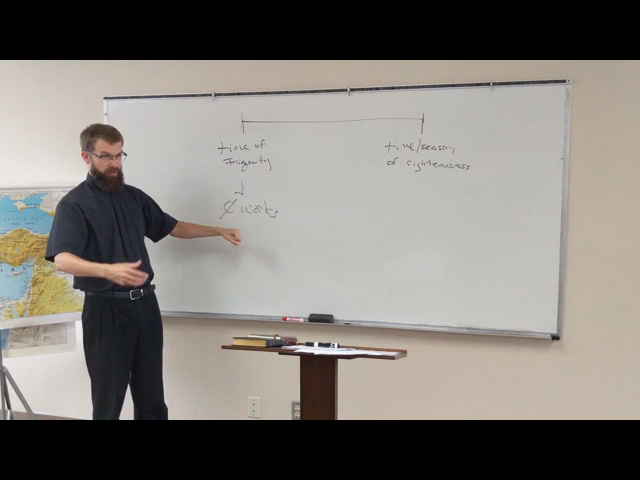 time of
Iniquity
time/season
of righteousness
↓
¢ works